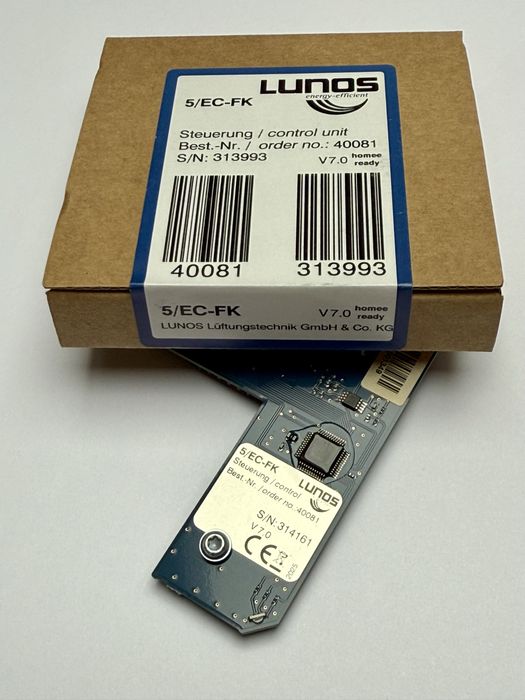 LUNOS
energy-efficient
5/EC-FK
Steuerung / control unit
Best.-Nr. / order no.: 40081
S/N: 313993
V7.0 homee ready
40081
313993
5/EC-FK
V7.0 homee ready
LUNOS Lüftungstechnik GmbH & Co. KG
5/EC-FK
LUNOS
Steuerung / control
Best.-Nr. / order no.:40081
S/N:314161
V7.0
CE
2025